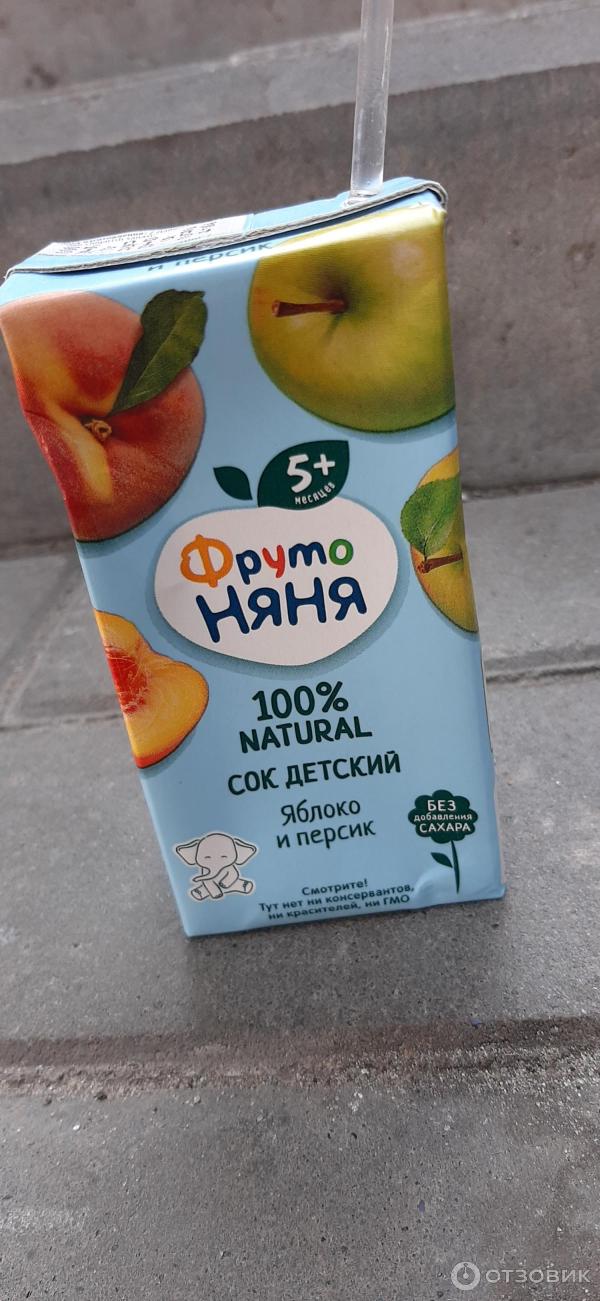 и персик
5+
месяцев
Фруто
НЯНЯ
100%
NATURAL
СОК ДЕТСКИЙ
Яблоко
и персик
БЕЗ
добавления
САХАРА
Смотрите!
Тут нет ни консервантов,
ни красителей, ни ГМО
ОТЗОВИК